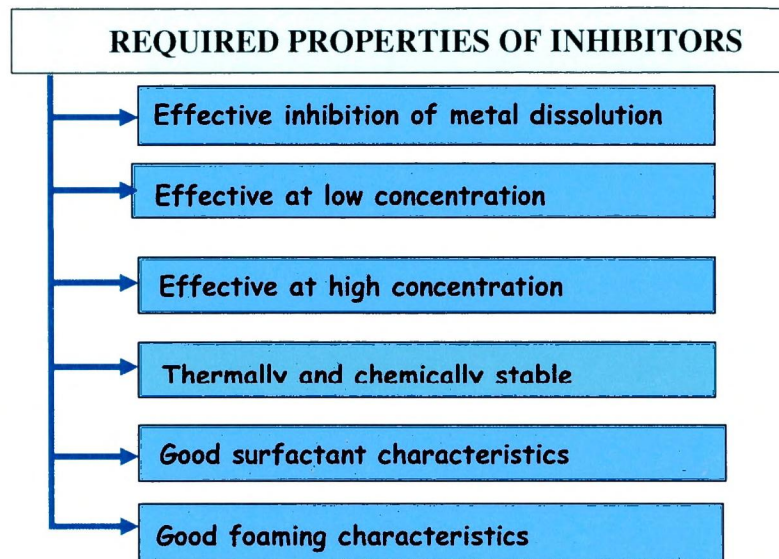 REQUIRED PROPERTIES OF INHIBITORS
Effective inhibition of metal dissolution
Effective at low concentration
Effective at high concentration
Thermally and chemically stable
Good surfactant characteristics
Good foaming characteristics